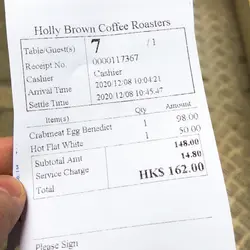 Holly Brown Coffee Roasters
Table/Guest(s) 7 / 1
Receipt No. 0000117367
Cashier Cashier
Arrival Time 2020/12/08 10:04:21
Settle Time 2020/12/08 10:45:47
Item(s) Qty Amount
Crabmeat Egg Benedict 1 98.00
Hot Flat White 1 50.00
Subtotal Amt 148.00
Service Charge 14.80
Total HK$ 162.00
Please Sign